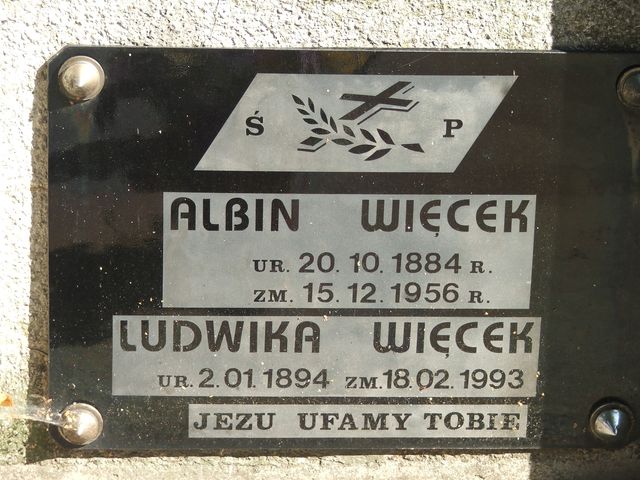 Ś P
ALBIN WIĘCEK
UR. 20.10.1884 R.
ZM. 15.12.1956 R.
LUDWIKA WIĘCEK
UR. 2.01.1894 ZM.18.02.1993
JEZU UFAMY TOBIE